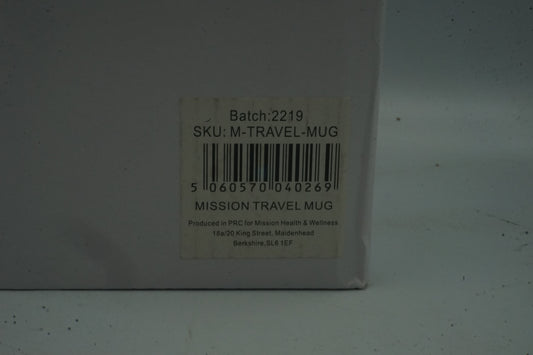 Batch:2219
SKU: M-TRAVEL-MUG
5 060570 040269
MISSION TRAVEL MUG
Produced in PRC for Mission Health & Wellness
18a/20 King Street, Maidenhead
Berkshire,SL6 1EF